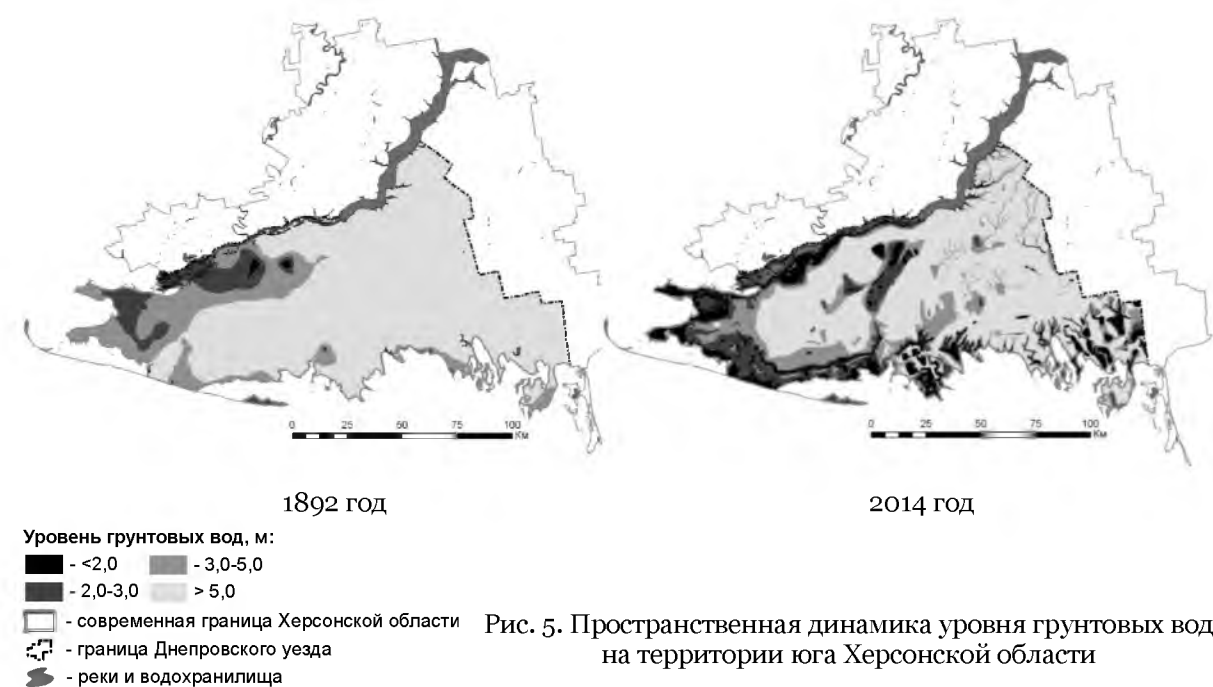 0 25 50 75 100
Км
0 25 50 75 100
Км
1892 год
2014 год
Уровень грунтовых вод, м:
- <2,0
- 3,0-5,0
- 2,0-3,0
> 5,0
- современная граница Херсонской области
- граница Днепровского уезда
- реки и водохранилища
Рис. 5. Пространственная динамика уровня грунтовых вод
на территории юга Херсонской области